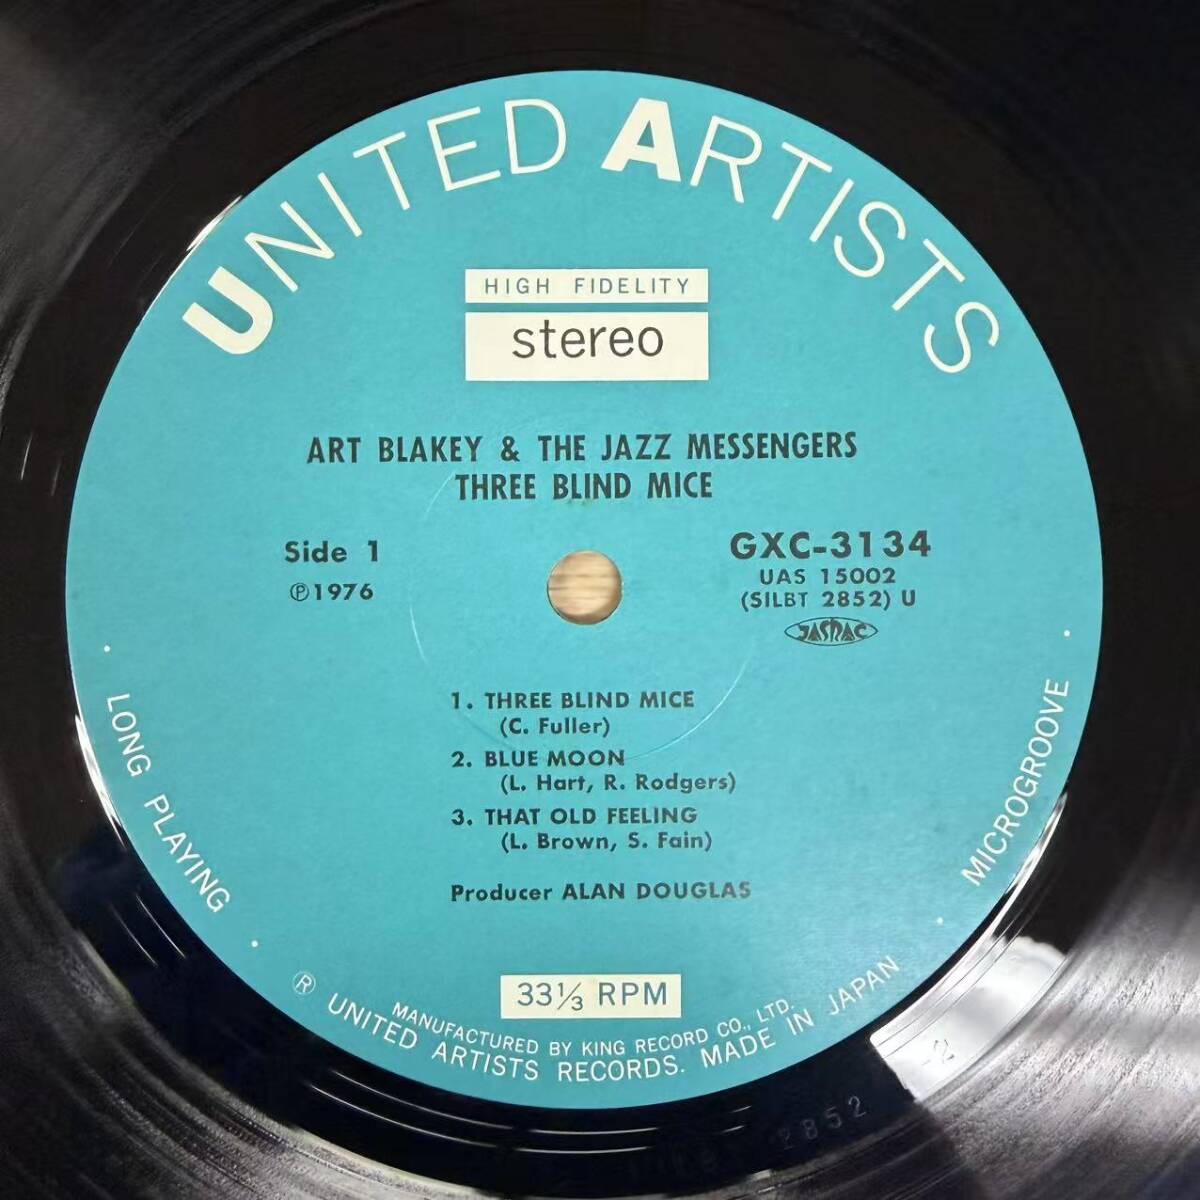 UNITED ARTISTS
HIGH FIDELITY
stereo
ART BLAKEY & THE JAZZ MESSENGERS
THREE BLIND MICE
Side 1
Ⓟ1976
GXC-3134
UAS 15002
(SILBT 2852) U
JASRAC
1. THREE BLIND MICE
(C. Fuller)
2. BLUE MOON
(L. Hart, R. Rodgers)
3. THAT OLD FEELING
(L. Brown, S. Fain)
Producer ALAN DOUGLAS
33⅓ RPM
· LONG PLAYING ·
· MICROGROOVE ·
MANUFACTURED BY KING RECORD CO., LTD.
Ⓡ UNITED ARTISTS RECORDS. MADE IN JAPAN
2852
-2